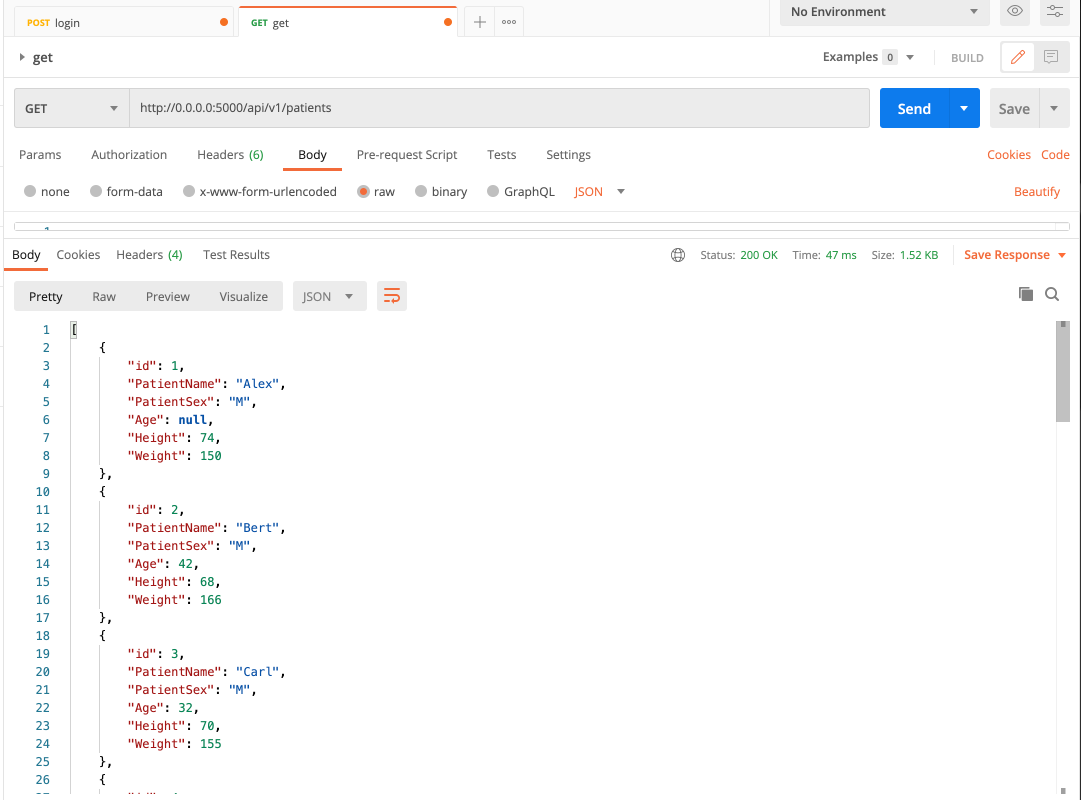 POST login GET get No Environment
get Examples 0 BUILD
GET http://0.0.0.0:5000/api/v1/patients Send Save
Params Authorization Headers (6) Body Pre-request Script Tests Settings Cookies Code
none form-data x-www-form-urlencoded raw binary GraphQL JSON Beautify
1
Body Cookies Headers (4) Test Results Status: 200 OK Time: 47 ms Size: 1.52 KB Save Response
Pretty Raw Preview Visualize JSON
1 [
2 {
3 "id": 1,
4 "PatientName": "Alex",
5 "PatientSex": "M",
6 "Age": null,
7 "Height": 74,
8 "Weight": 150
9 },
10 {
11 "id": 2,
12 "PatientName": "Bert",
13 "PatientSex": "M",
14 "Age": 42,
15 "Height": 68,
16 "Weight": 166
17 },
18 {
19 "id": 3,
20 "PatientName": "Carl",
21 "PatientSex": "M",
22 "Age": 32,
23 "Height": 70,
24 "Weight": 155
25 },
26 {